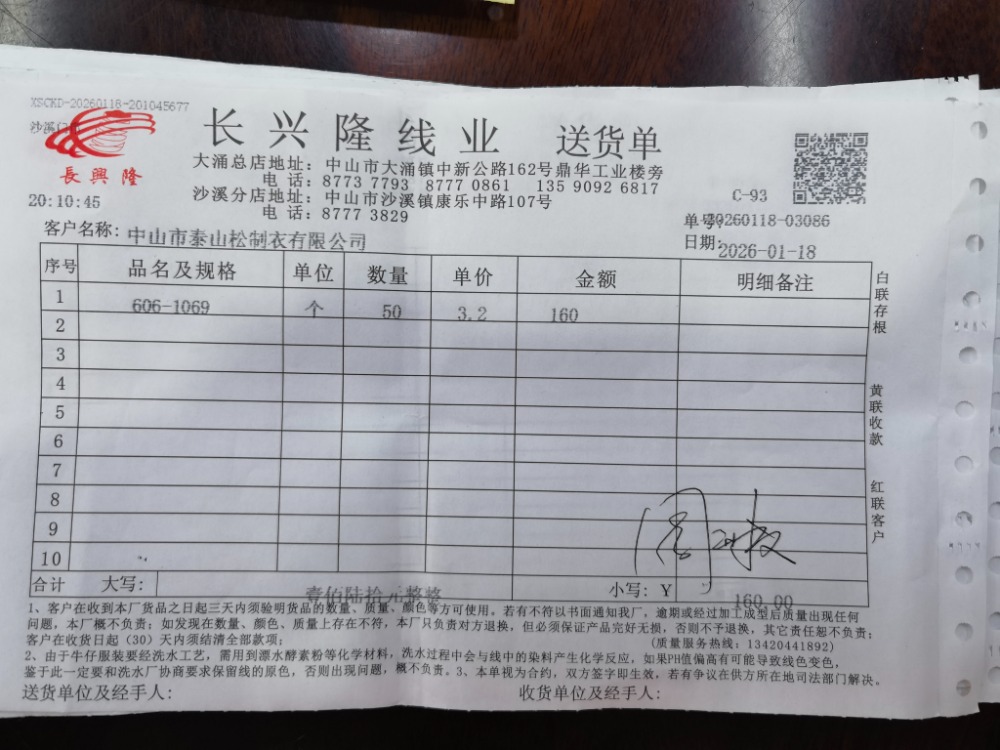 XSCKD-20260118-201045677
長興隆
20:10:45
长兴隆线业 送货单
大涌总店地址：中山市大涌镇中新公路162号鼎华工业楼旁
电 话：8773 7793 8777 0861 135 9092 6817
沙溪分店地址：中山市沙溪镇康乐中路107号
电 话：8777 3829
C-93
单号：20260118-03086
日期：2026-01-18
客户名称：中山市泰山松制衣有限公司
序号 品名及规格 单位 数量 单价 金额 明细备注
1 606-1069 个 50 3.2 160
2
3
4
5
6
7
8
9
10
合计 大写：壹佰陆拾元整 小写：Y 160.00
白联存根
黄联收款
红联客户
1、客户在收到本厂货品之日起三天内须验明货品的数量、质量、颜色等方可使用。若有不符以书面通知我厂，逾期或经过加工成型后质量出现任何
问题，本厂概不负责；如发现在数量、颜色、质量上存在不符，本厂只负责对方退换，但必须保证产品完好无损，否则不予退换，其它责任恕不负责；
客户在收货日起（30）天内须结清全部款项；
(质量服务热线：13420441892)
2、由于牛仔服装要经洗水工艺，需用到漂水酵素粉等化学材料，洗水过程中会与线中的染料产生化学反应，如果PH值偏高有可能导致线色变色，
鉴于此一定要和洗水厂协商要求保留线的原色，否则出现问题，概不负责。3、本单视为合约，双方签字即生效，若有争议在供方所在地司法部门解决。
送货单位及经手人：
收货单位及经手人：